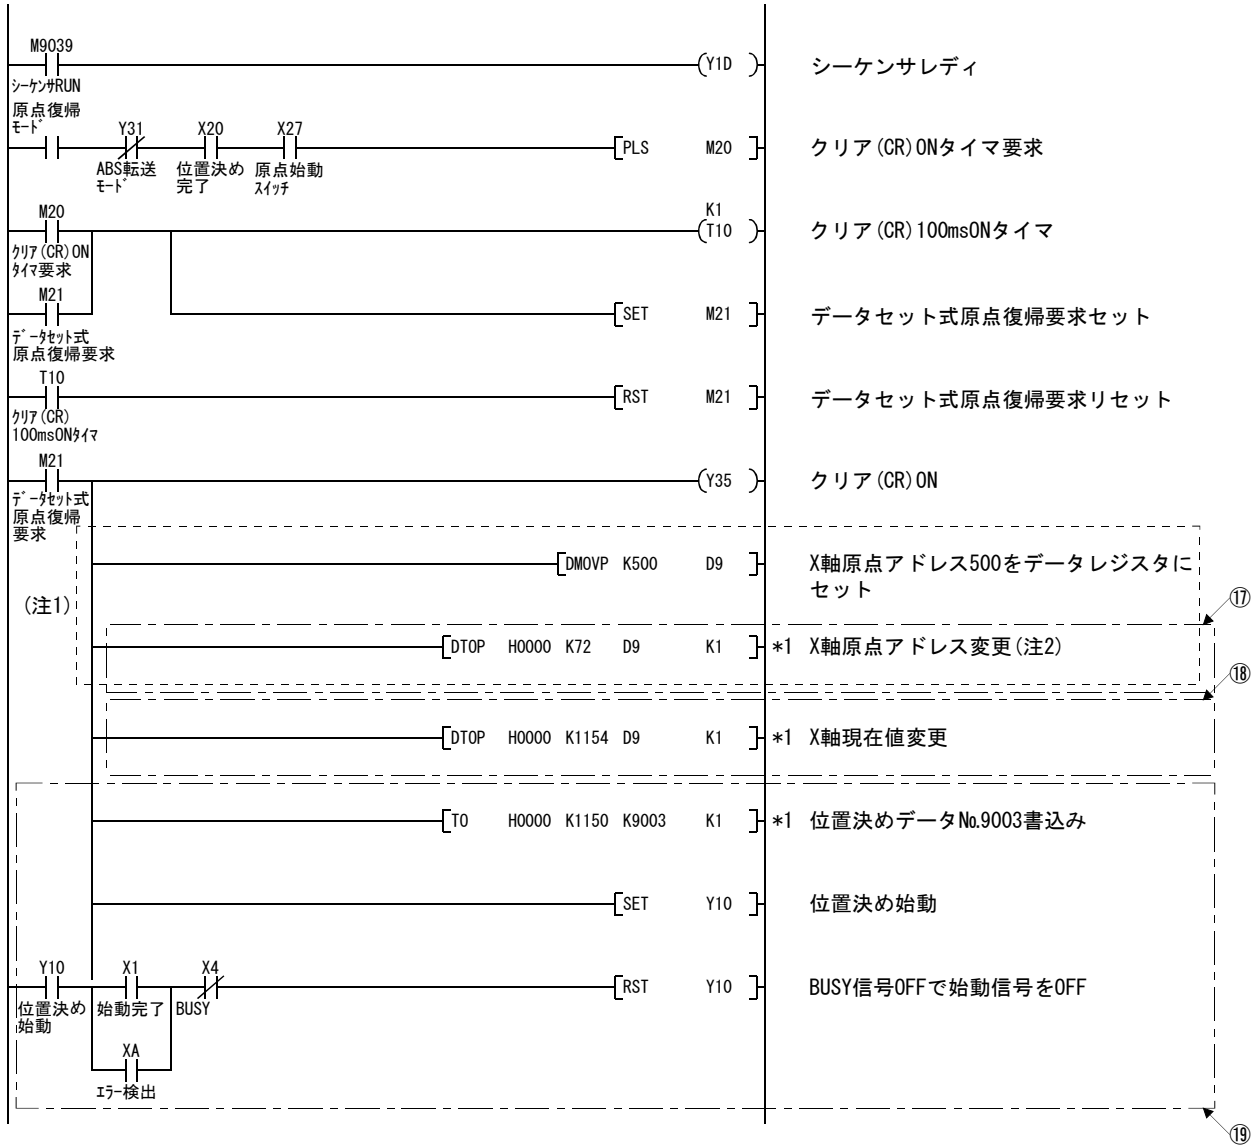 M9039
(Y1D )
シーケンサレディ
シーケンサRUN
原点復帰
モード
Y31 X20 X27
[PLS M20 ]
クリア(CR)ONタイマ要求
ABS転送 位置決め 原点始動
モード 完了 スイッチ
M20
K1
(T10 )
クリア(CR)100msONタイマ
クリア(CR)ON
タイマ要求
M21
[SET M21 ]
データセット式原点復帰要求セット
データセット式
原点復帰要求
T10
[RST M21 ]
データセット式原点復帰要求リセット
クリア(CR)
100msONタイマ
M21
(Y35 )
クリア(CR)ON
データセット式
原点復帰
要求
[DMOVP K500 D9 ]
X軸原点アドレス500をデータレジスタに
セット
(注1)
⑰
[DTOP H0000 K72 D9 K1 ] *1 X軸原点アドレス変更(注2)
⑱
[DTOP H0000 K1154 D9 K1 ] *1 X軸現在値変更
[TO H0000 K1150 K9003 K1 ] *1 位置決めデータ№9003書込み
[SET Y10 ]
位置決め始動
Y10 X1 X4
[RST Y10 ]
BUSY信号OFFで始動信号をOFF
位置決め 始動完了 BUSY
始動
XA
エラー検出
⑲